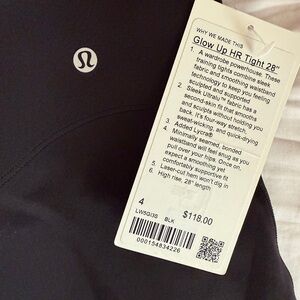 WHY WE MADE THIS
Glow Up HR Tight 28"
1. A wardrobe powerhouse. These
training tights combine sleek
fabric and smoothing waistband
technology to keep you feeling
sculpted and supported
2. Sleek Ultralu™ fabric has a
second-skin fit that smooths
and sculpts without holding you
back. It's four-way stretch,
sweat-wicking, and quick-drying
3. Added Lycra®
4. Minimally seamed, bonded
waistband will feel snug as you
pull over your hips. Once on,
expect a smoothing yet
comfortably supportive fit
5. Laser-cut hem won't dig in
6. High rise, 28" length
4
LW5GI3S BLK
$118.00
000154834226